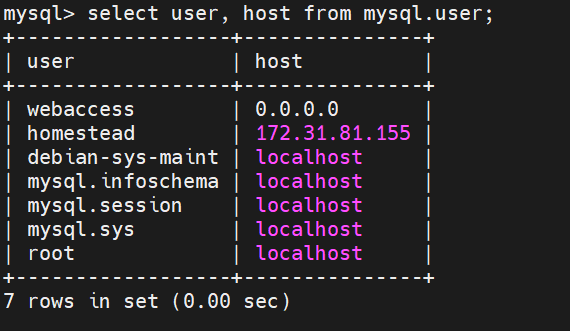 mysql> select user, host from mysql.user;
+------------------+---------------+
| user             | host          |
+------------------+---------------+
| webaccess        | 0.0.0.0       |
| homestead        | 172.31.81.155 |
| debian-sys-maint | localhost     |
| mysql.infoschema | localhost     |
| mysql.session    | localhost     |
| mysql.sys        | localhost     |
| root             | localhost     |
+------------------+---------------+
7 rows in set (0.00 sec)